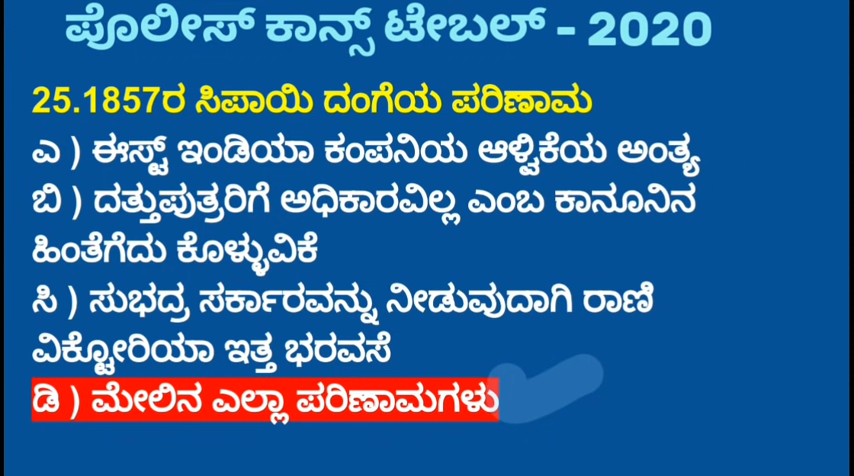 ಪೊಲೀಸ್ ಕಾನ್ಸ್ ಟೇಬಲ್ - 2020
25.1857ರ ಸಿಪಾಯಿ ದಂಗೆಯ ಪರಿಣಾಮ
ಎ ) ಈಸ್ಟ್ ಇಂಡಿಯಾ ಕಂಪನಿಯ ಆಳ್ವಿಕೆಯ ಅಂತ್ಯ
ಬಿ ) ದತ್ತುಪುತ್ರರಿಗೆ ಅಧಿಕಾರವಿಲ್ಲ ಎಂಬ ಕಾನೂನಿನ
ಹಿಂತೆಗೆದು ಕೊಳ್ಳುವಿಕೆ
ಸಿ ) ಸುಭದ್ರ ಸರ್ಕಾರವನ್ನು ನೀಡುವುದಾಗಿ ರಾಣಿ
ವಿಕ್ಟೋರಿಯಾ ಇತ್ತ ಭರವಸೆ
ಡಿ ) ಮೇಲಿನ ಎಲ್ಲಾ ಪರಿಣಾಮಗಳು